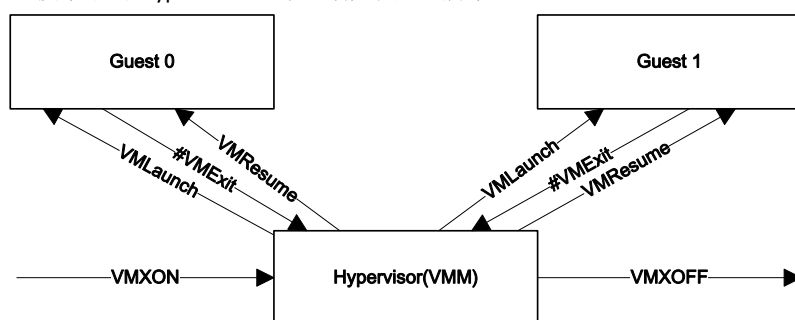 Guest 0
Guest 1
VMLaunch
#VMExit
VMResume
VMLaunch
#VMExit
VMResume
VMXON
Hypervisor(VMM)
VMXOFF